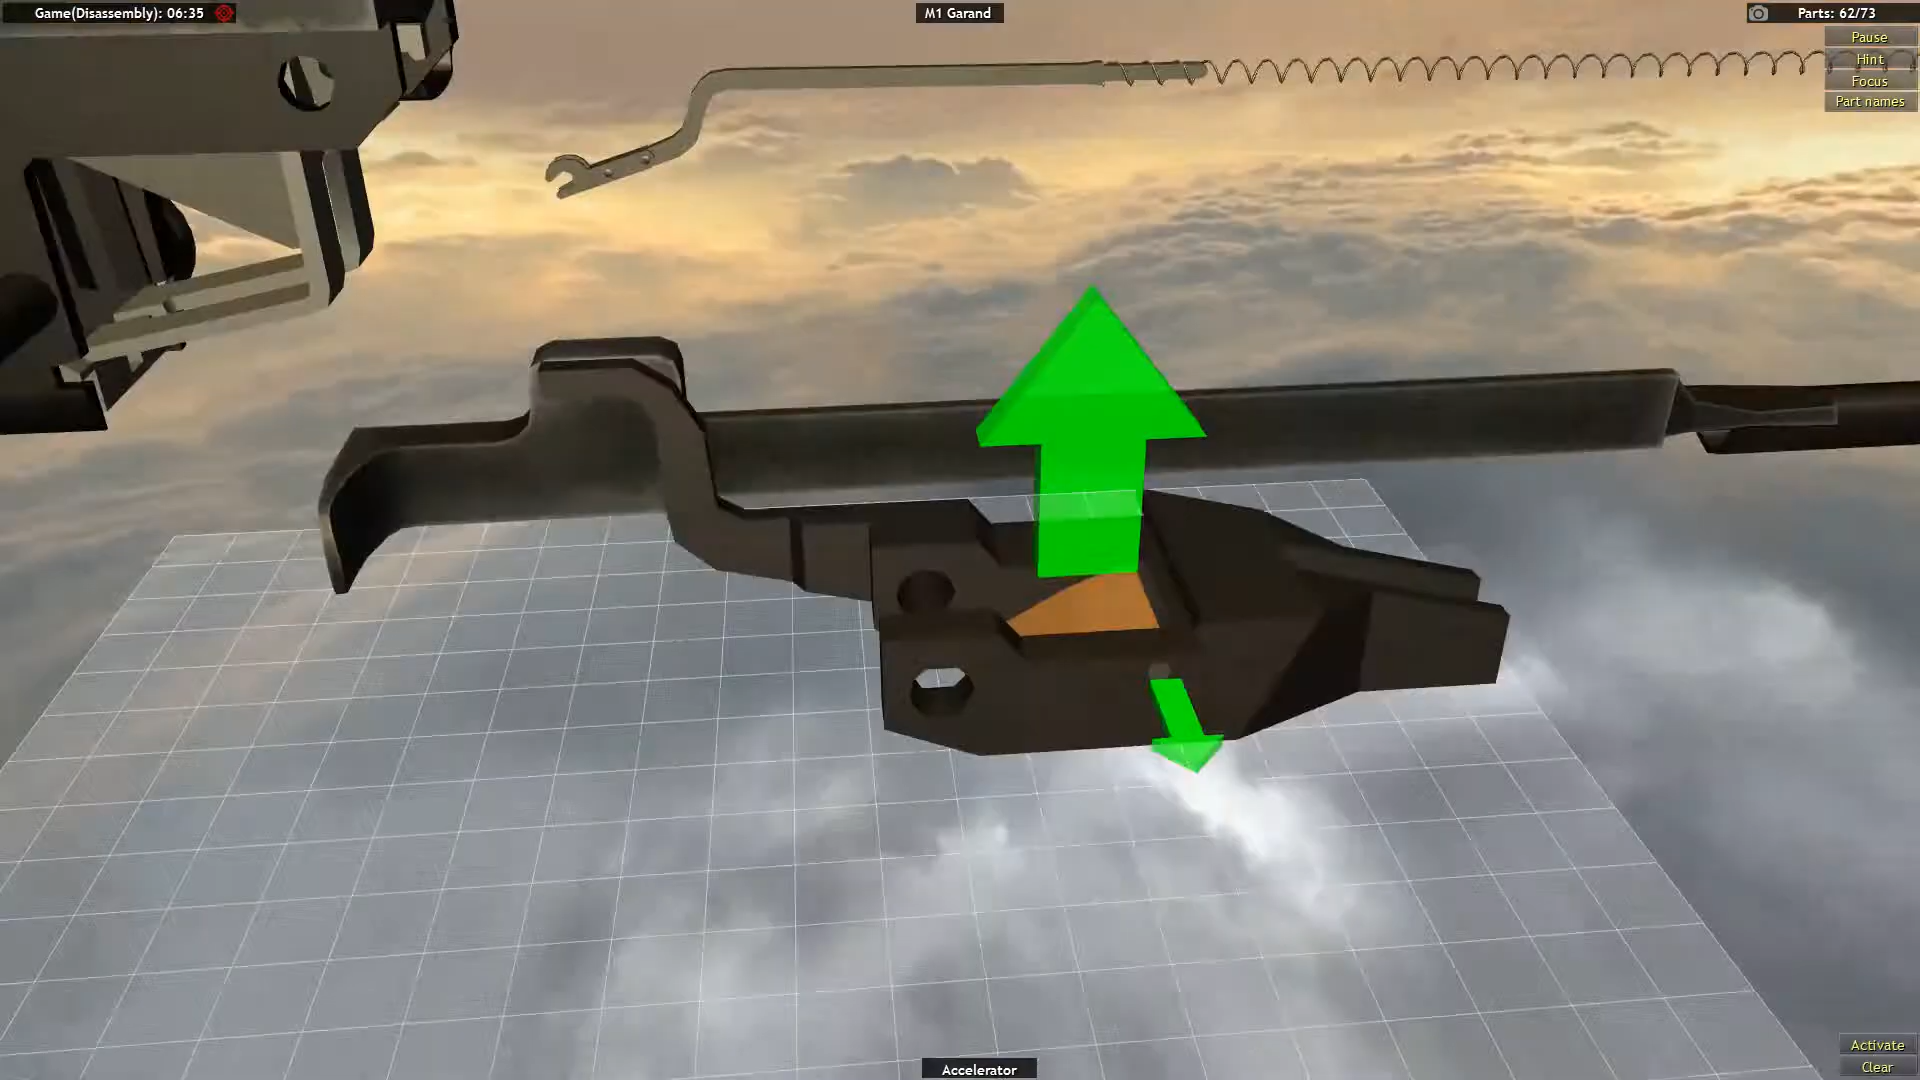 Game(Disassembly): 06:35
M1 Garand
Parts: 62/73
Pause
Hint
Focus
Part names
Accelerator
Activate
Clear